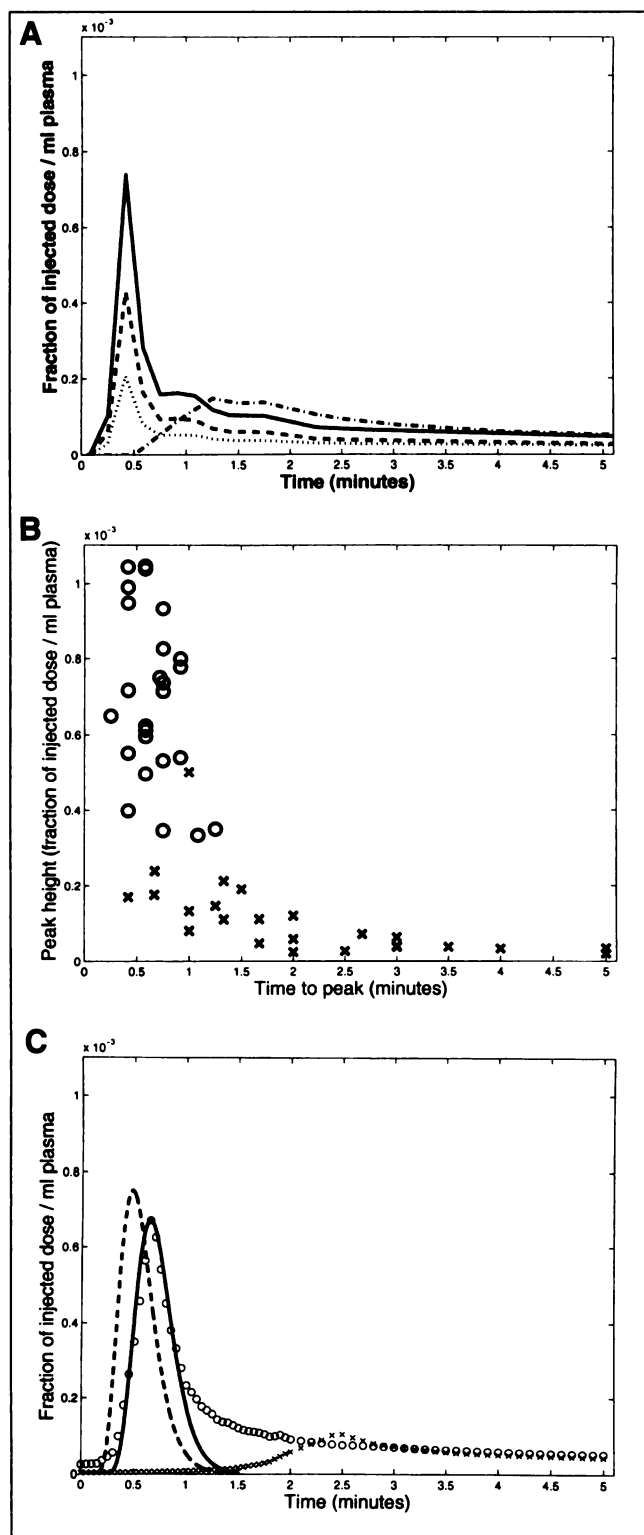 A
x 10⁻³
Fraction of injected dose / ml plasma
1
0.8
0.6
0.4
0.2
0
0 0.5 1 1.5 2 2.5 3 3.5 4 4.5 5
Time (minutes)
B
x 10⁻³
Peak height (fraction of injected dose / ml plasma)
1
0.8
0.6
0.4
0.2
0
0 0.5 1 1.5 2 2.5 3 3.5 4 4.5 5
Time to peak (minutes)
C
x 10⁻³
Fraction of injected dose / ml plasma
1
0.8
0.6
0.4
0.2
0
0 0.5 1 1.5 2 2.5 3 3.5 4 4.5 5
Time (minutes)